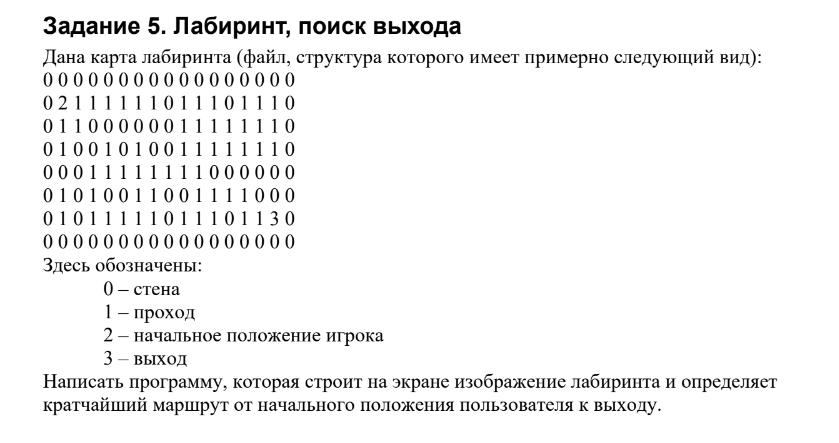 Задание 5. Лабиринт, поиск выхода
Дана карта лабиринта (файл, структура которого имеет примерно следующий вид):
0 0 0 0 0 0 0 0 0 0 0 0 0 0 0 0 0
0 2 1 1 1 1 1 1 0 1 1 1 0 1 1 1 0
0 1 1 0 0 0 0 0 0 1 1 1 1 1 1 1 0
0 1 0 0 1 0 1 0 0 1 1 1 1 1 1 1 0
0 0 0 1 1 1 1 1 1 1 1 0 0 0 0 0 0
0 1 0 1 0 0 1 1 0 0 1 1 1 1 0 0 0
0 1 0 1 1 1 1 1 0 1 1 1 0 1 1 3 0
0 0 0 0 0 0 0 0 0 0 0 0 0 0 0 0 0
Здесь обозначены:
0 – стена
1 – проход
2 – начальное положение игрока
3 – выход
Написать программу, которая строит на экране изображение лабиринта и определяет
кратчайший маршрут от начального положения пользователя к выходу.